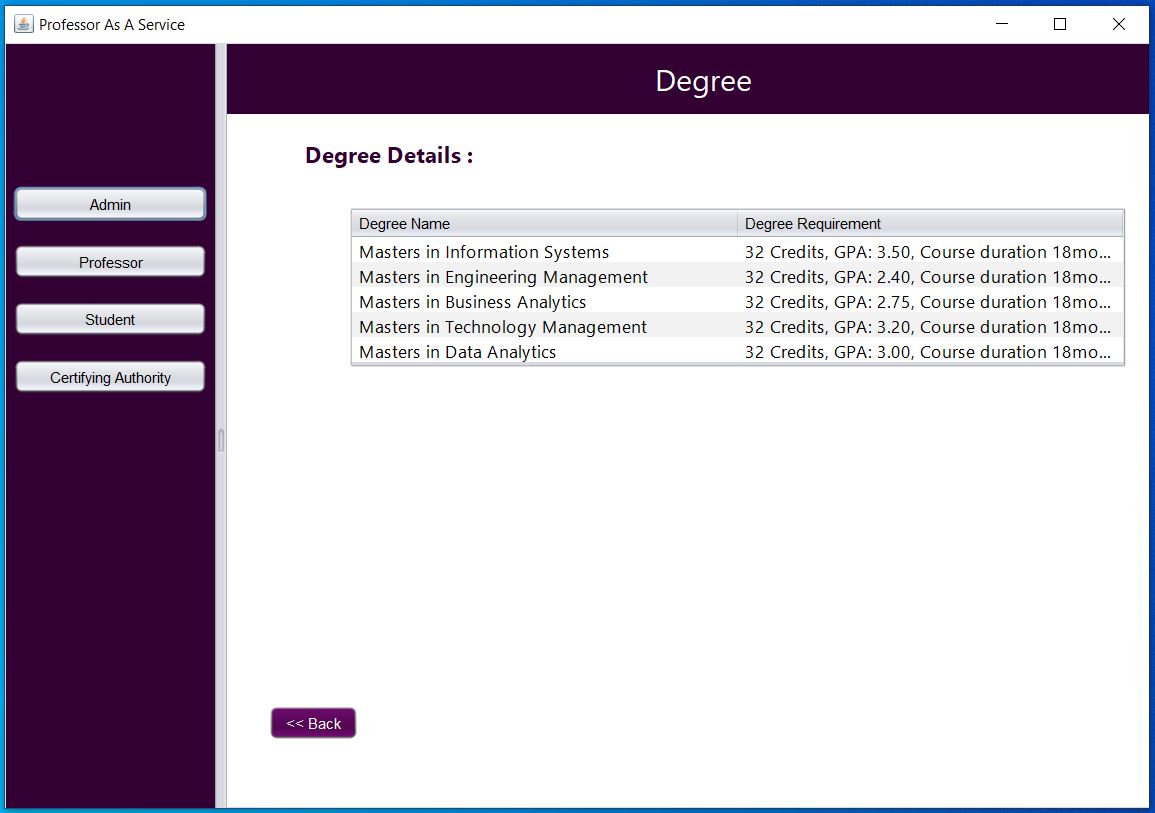 Professor As A Service
Degree
Admin
Professor
Student
Certifying Authority
Degree Details :
Degree Name Degree Requirement
Masters in Information Systems 32 Credits, GPA: 3.50, Course duration 18mo...
Masters in Engineering Management 32 Credits, GPA: 2.40, Course duration 18mo...
Masters in Business Analytics 32 Credits, GPA: 2.75, Course duration 18mo...
Masters in Technology Management 32 Credits, GPA: 3.20, Course duration 18mo...
Masters in Data Analytics 32 Credits, GPA: 3.00, Course duration 18mo...
<< Back